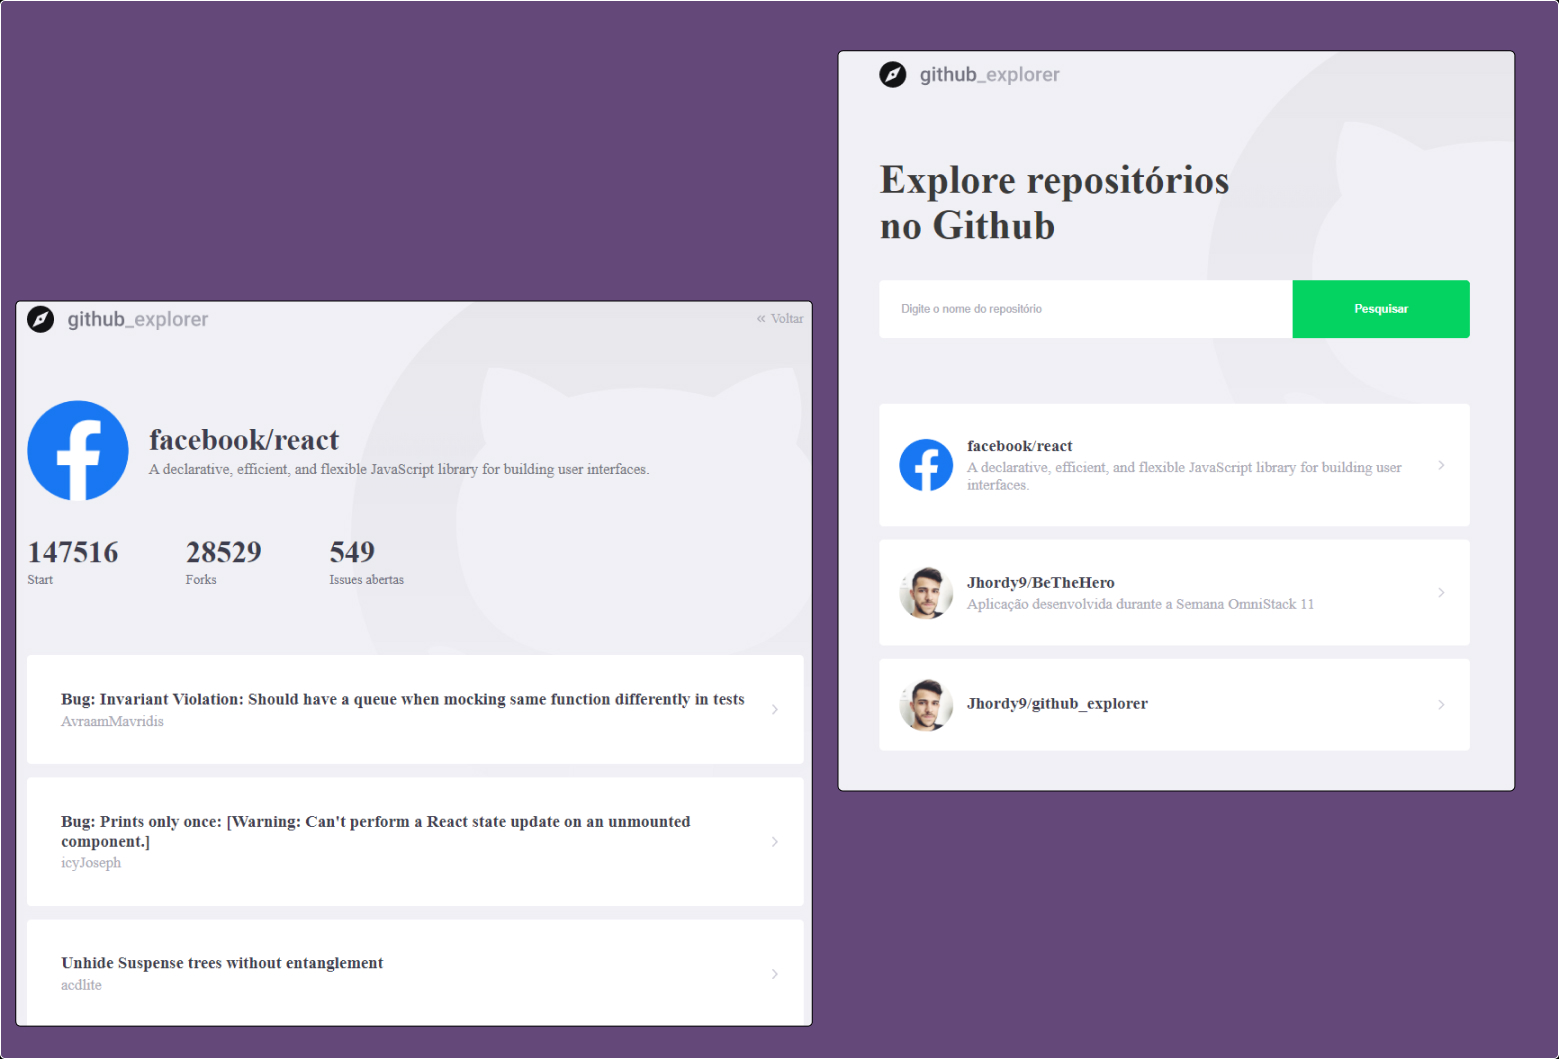 github_explorer
« Voltar
facebook/react
A declarative, efficient, and flexible JavaScript library for building user interfaces.
147516
Start
28529
Forks
549
Issues abertas
Bug: Invariant Violation: Should have a queue when mocking same function differently in tests
AvraamMavridis
Bug: Prints only once: [Warning: Can't perform a React state update on an unmounted
component.]
icyJoseph
Unhide Suspense trees without entanglement
acdlite
github_explorer
Explore repositórios
no Github
Digite o nome do repositório
Pesquisar
facebook/react
A declarative, efficient, and flexible JavaScript library for building user
interfaces.
Jhordy9/BeTheHero
Aplicação desenvolvida durante a Semana OmniStack 11
Jhordy9/github_explorer